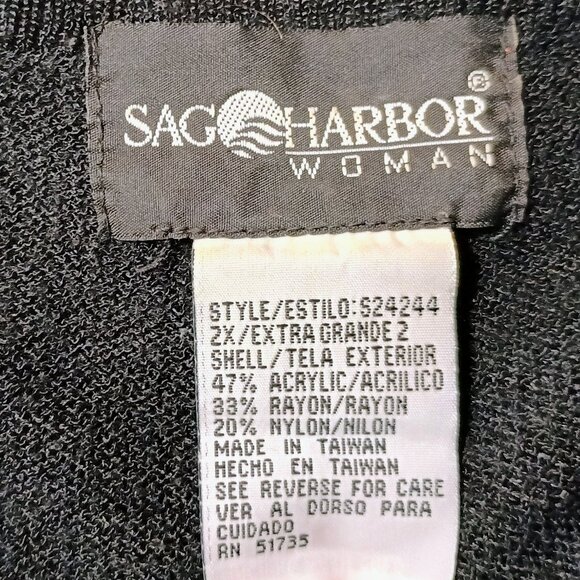 SAG HARBOR®
WOMAN
STYLE/ESTILO:S24244
2X/EXTRA GRANDE 2
SHELL/TELA EXTERIOR
47% ACRYLIC/ACRILICO
33% RAYON/RAYON
20% NYLON/NILON
MADE IN TAIWAN
HECHO EN TAIWAN
SEE REVERSE FOR CARE
VER AL DORSO PARA
CUIDADO
RN 51735